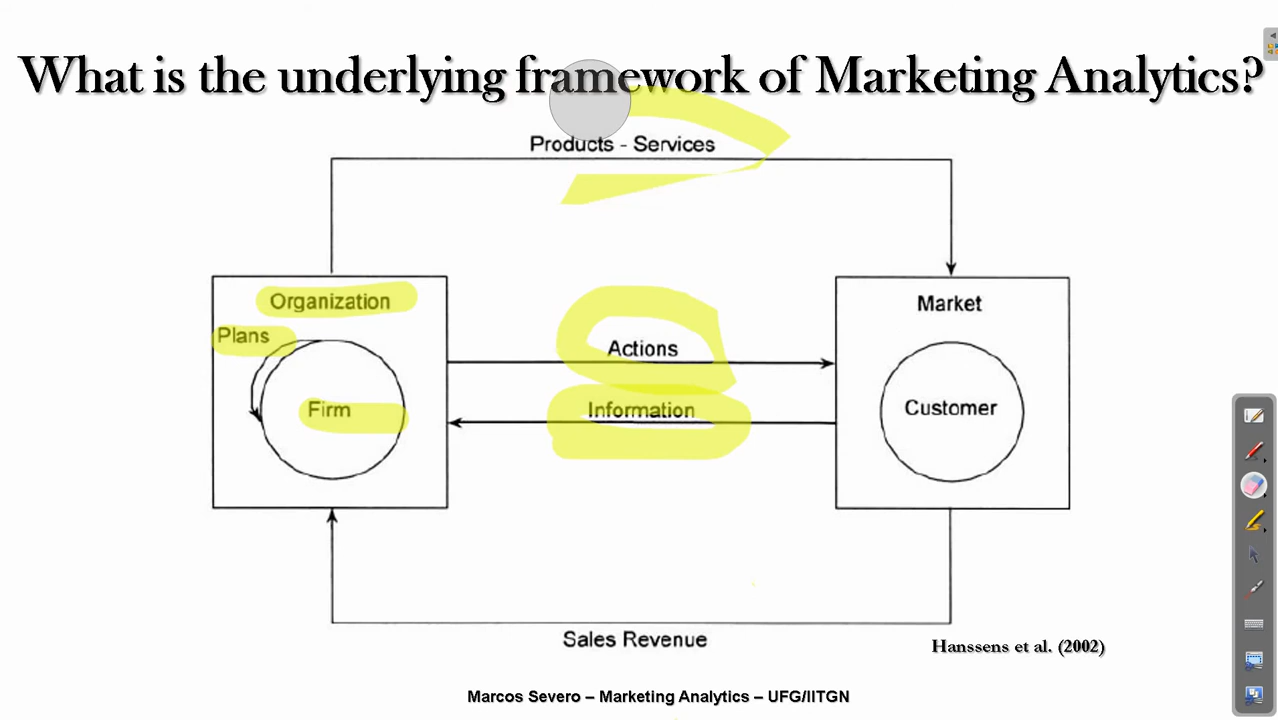 What is the underlying framework of Marketing Analytics?
Products - Services
Organization
Market
Plans
Actions
Firm
Information
Customer
Sales Revenue
Hanssens et al. (2002)
Marcos Severo – Marketing Analytics – UFG/IITGN